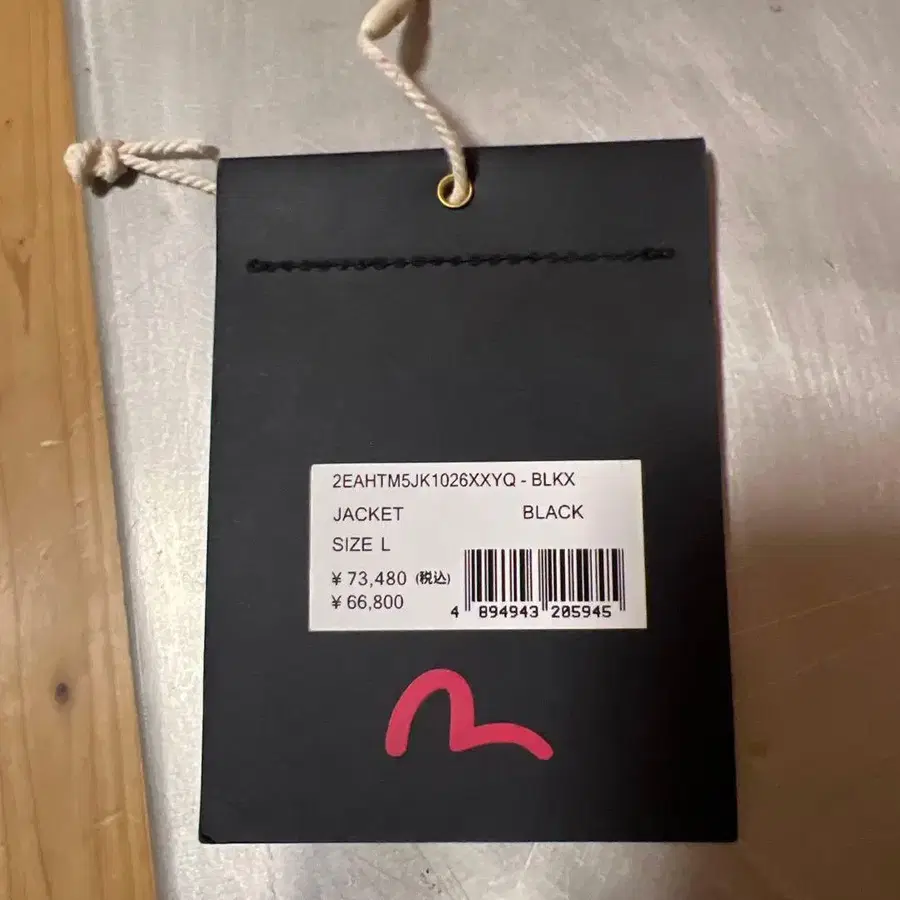 2EAHTM5JK1026XXYQ - BLKX
JACKET BLACK
SIZE L
¥ 73,480 (税込)
¥ 66,800
4 894943 205945